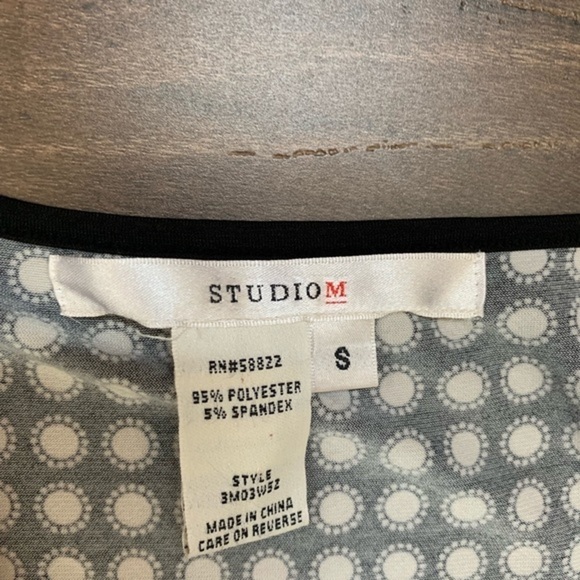 STUDIOM
S
RN#58822
95% POLYESTER
5% SPANDEX
STYLE
3M03W52
MADE IN CHINA
CARE ON REVERSE